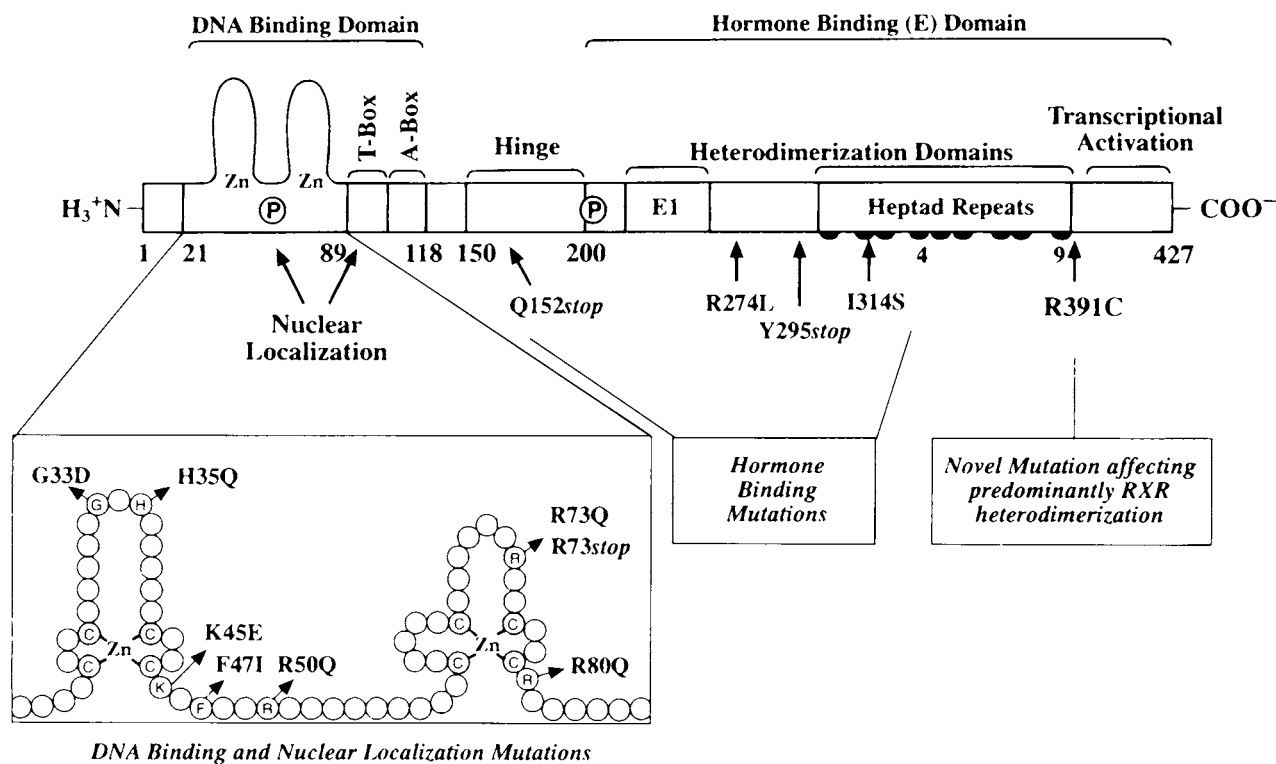 DNA Binding Domain
Hormone Binding (E) Domain
T-Box
A-Box
Hinge
Heterodimerization Domains
Transcriptional
Activation
Zn
Zn
H₃⁺N
P
P
E1
Heptad Repeats
COO⁻
1
21
89
118
150
200
4
9
427
Nuclear
Localization
Q152stop
R274L
Y295stop
I314S
R391C
Hormone
Binding
Mutations
Novel Mutation affecting
predominantly RXR
heterodimerization
G33D
H35Q
G
H
R73Q
R73stop
R
C
C
Zn
C
C
K
K45E
F47I
R50Q
F
R
C
C
Zn
C
C
R
R80Q
DNA Binding and Nuclear Localization Mutations